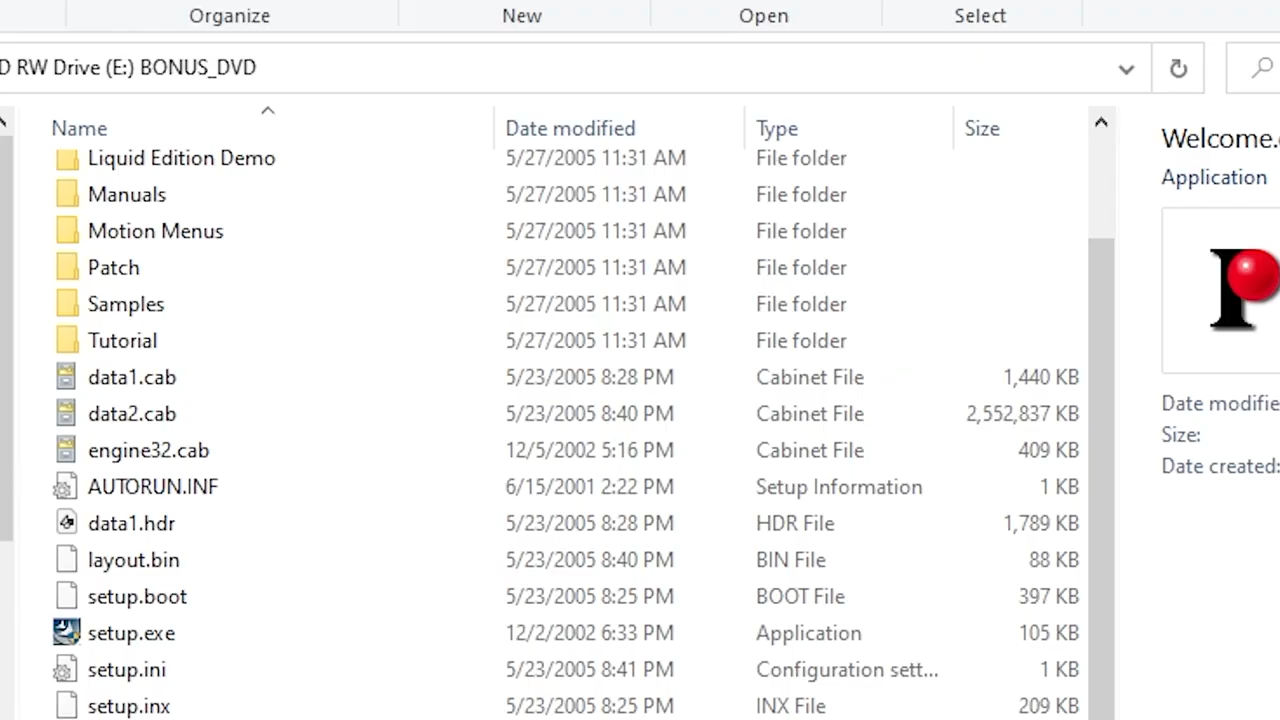 Organize New Open Select
D RW Drive (E:) BONUS_DVD
Name Date modified Type Size
Liquid Edition Demo 5/27/2005 11:31 AM File folder
Manuals 5/27/2005 11:31 AM File folder
Motion Menus 5/27/2005 11:31 AM File folder
Patch 5/27/2005 11:31 AM File folder
Samples 5/27/2005 11:31 AM File folder
Tutorial 5/27/2005 11:31 AM File folder
data1.cab 5/23/2005 8:28 PM Cabinet File 1,440 KB
data2.cab 5/23/2005 8:40 PM Cabinet File 2,552,837 KB
engine32.cab 12/5/2002 5:16 PM Cabinet File 409 KB
AUTORUN.INF 6/15/2001 2:22 PM Setup Information 1 KB
data1.hdr 5/23/2005 8:28 PM HDR File 1,789 KB
layout.bin 5/23/2005 8:40 PM BIN File 88 KB
setup.boot 5/23/2005 8:25 PM BOOT File 397 KB
setup.exe 12/2/2002 6:33 PM Application 105 KB
setup.ini 5/23/2005 8:41 PM Configuration sett...  1 KB
setup.inx 5/23/2005 8:25 PM INX File 209 KB
Welcome.
Application
P
Date modifie
Size:
Date created: